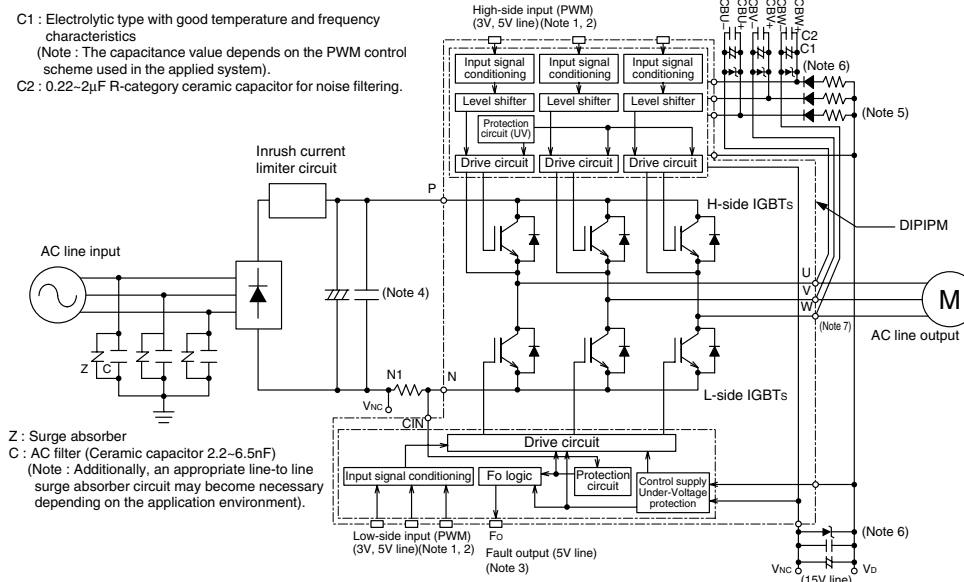 C1 : Electrolytic type with good temperature and frequency
characteristics
(Note : The capacitance value depends on the PWM control
scheme used in the applied system).
C2 : 0.22~2μF R-category ceramic capacitor for noise filtering.
High-side input (PWM)
(3V, 5V line)(Note 1, 2)
CBU–
CBU+
CBV–
CBV+
CBW–
CBW+
C2
C1
(Note 6)
(Note 5)
Input signal
conditioning
Input signal
conditioning
Input signal
conditioning
Level shifter
Level shifter
Level shifter
Protection
circuit (UV)
Drive circuit
Drive circuit
Drive circuit
Inrush current
limiter circuit
P
H-side IGBTs
DIPIPM
AC line input
(Note 4)
U
V
W
(Note 7)
M
AC line output
Z
C
N1
N
VNC
CIN
L-side IGBTs
Z : Surge absorber
C : AC filter (Ceramic capacitor 2.2~6.5nF)
(Note : Additionally, an appropriate line-to line
surge absorber circuit may become necessary
depending on the application environment).
Drive circuit
Input signal conditioning
Fo logic
Protection
circuit
Control supply
Under-Voltage
protection
Low-side input (PWM)
(3V, 5V line)(Note 1, 2)
FO
Fault output (5V line)
(Note 3)
(Note 6)
VNC
VD
(15V line)